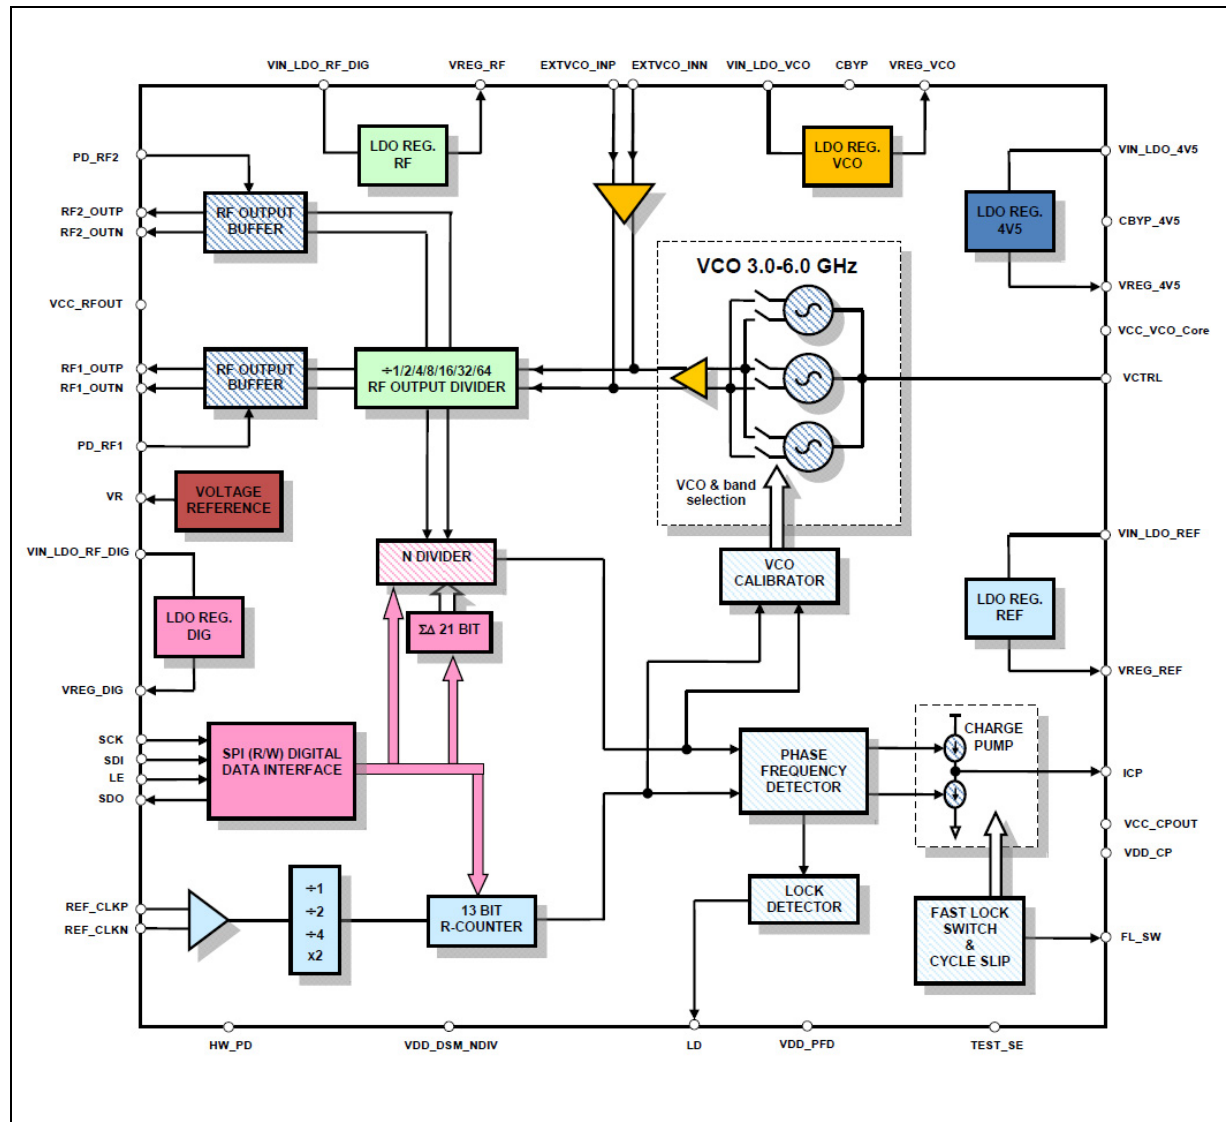 VIN_LDO_RF_DIG
VREG_RF
EXTVCO_INP
EXTVCO_INN
VIN_LDO_VCO
CBYP
VREG_VCO
LDO REG.
RF
LDO REG.
VCO
PD_RF2
VIN_LDO_4V5
RF2_OUTP
RF2_OUTN
RF OUTPUT
BUFFER
LDO REG.
4V5
CBYP_4V5
VCO 3.0-6.0 GHz
VREG_4V5
VCC_RFOUT
VCC_VCO_Core
RF1_OUTP
RF1_OUTN
RF OUTPUT
BUFFER
÷1/2/4/8/16/32/64
RF OUTPUT DIVIDER
VCTRL
PD_RF1
VCO & band
selection
VR
VOLTAGE
REFERENCE
VIN_LDO_RF_DIG
VIN_LDO_REF
N DIVIDER
VCO
CALIBRATOR
LDO REG.
DIG
ΣΔ 21 BIT
LDO REG.
REF
VREG_DIG
VREG_REF
SCK
SDI
LE
SDO
SPI (R/W) DIGITAL
DATA INTERFACE
PHASE
FREQUENCY
DETECTOR
CHARGE
PUMP
ICP
VCC_CPOUT
VDD_CP
REF_CLKP
REF_CLKN
÷1
÷2
÷4
x2
13 BIT
R-COUNTER
LOCK
DETECTOR
FAST LOCK
SWITCH
&
CYCLE SLIP
FL_SW
HW_PD
VDD_DSM_NDIV
LD
VDD_PFD
TEST_SE